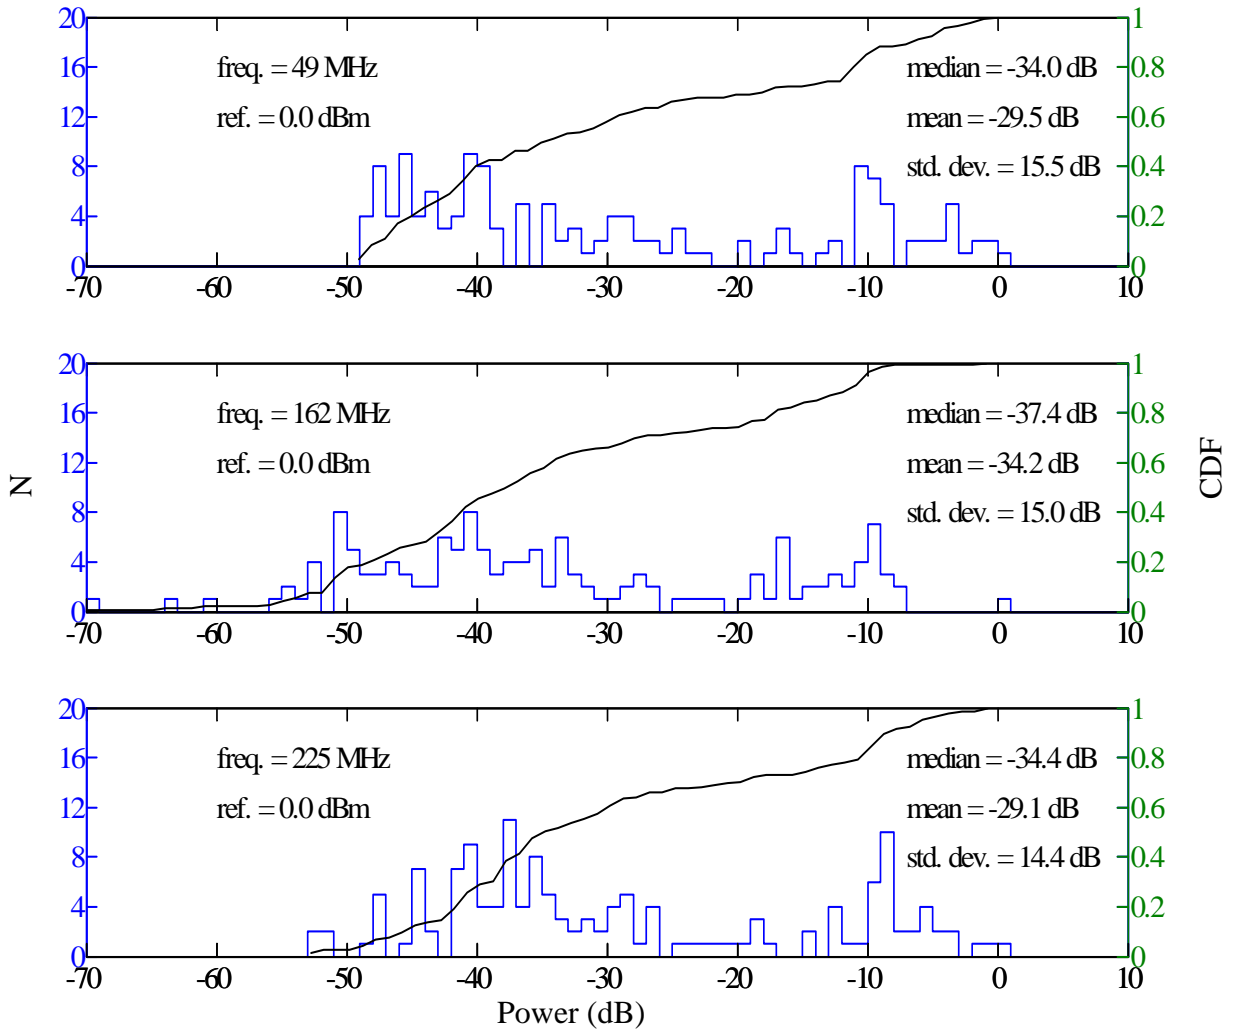 20
16
12
8
4
0
freq. = 49 MHz
ref. = 0.0 dBm
median = -34.0 dB
mean = -29.5 dB
std. dev. = 15.5 dB
1
0.8
0.6
0.4
0.2
0
-70 -60 -50 -40 -30 -20 -10 0 10
20
16
12
8
4
0
freq. = 162 MHz
ref. = 0.0 dBm
median = -37.4 dB
mean = -34.2 dB
std. dev. = 15.0 dB
1
0.8
0.6
0.4
0.2
0
-70 -60 -50 -40 -30 -20 -10 0 10
N
CDF
20
16
12
8
4
0
freq. = 225 MHz
ref. = 0.0 dBm
median = -34.4 dB
mean = -29.1 dB
std. dev. = 14.4 dB
1
0.8
0.6
0.4
0.2
0
-70 -60 -50 -40 -30 -20 -10 0 10
Power (dB)